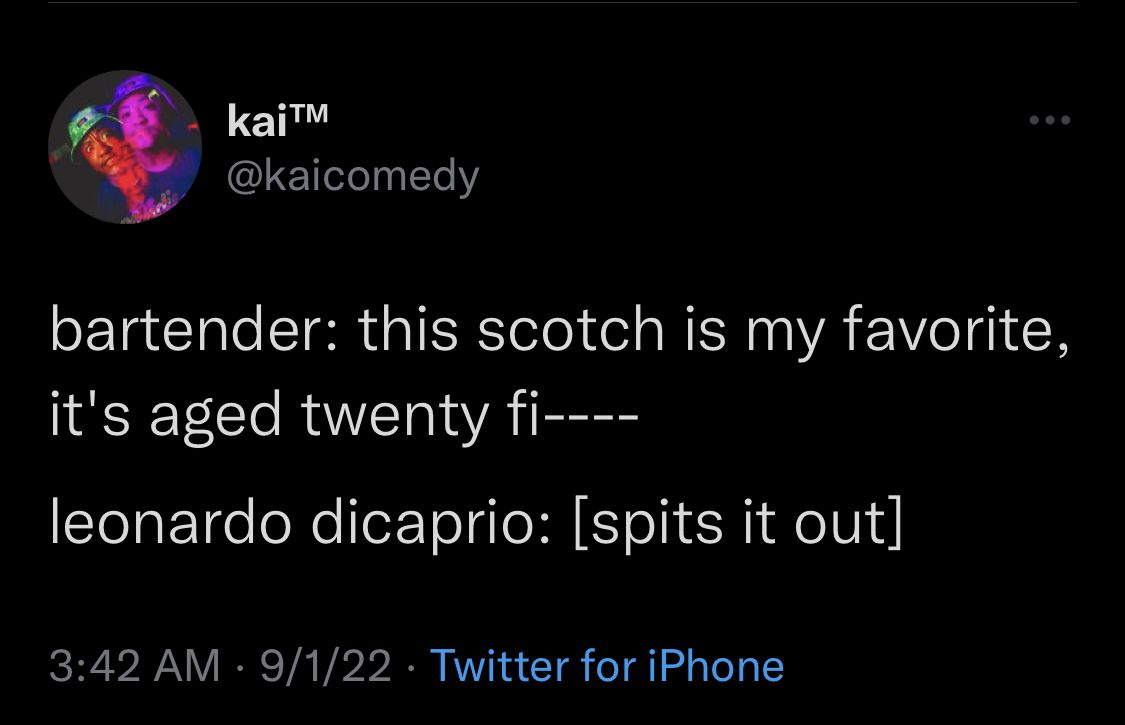 kai™
@kaicomedy
bartender: this scotch is my favorite,
it's aged twenty fi----
leonardo dicaprio: [spits it out]
3:42 AM · 9/1/22 · Twitter for iPhone